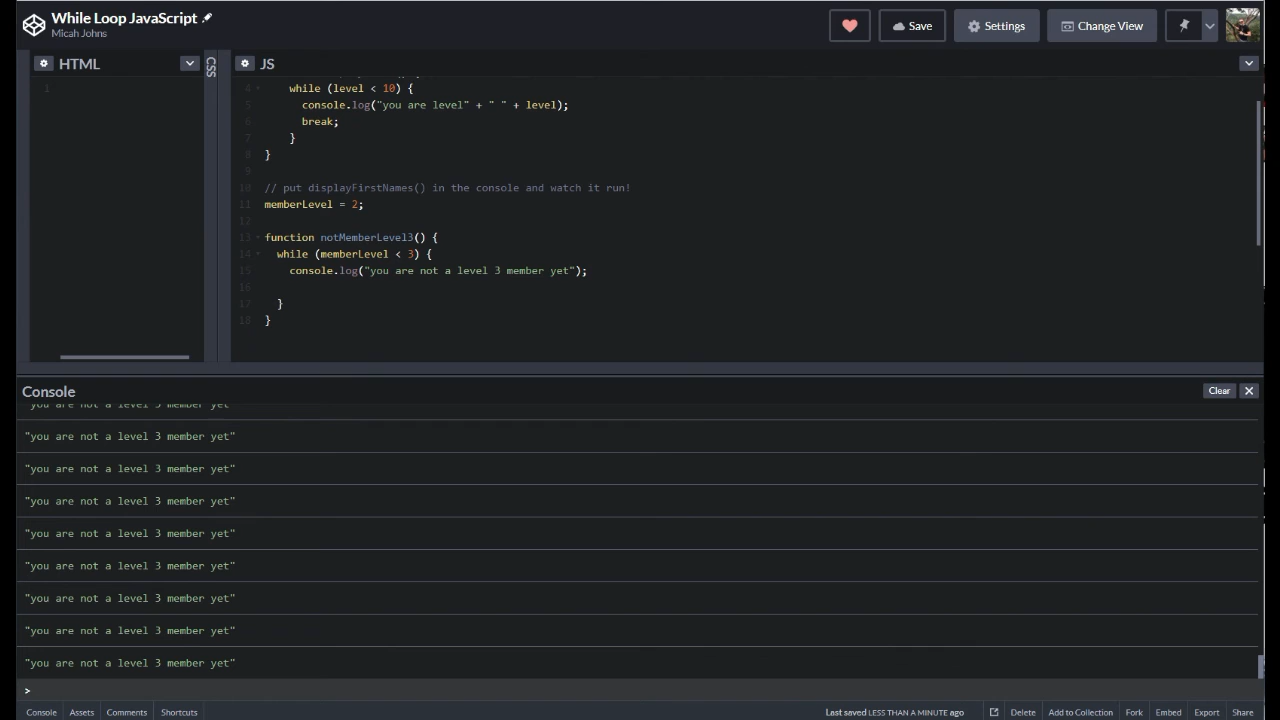 While Loop JavaScript
Micah Johns
Save
Settings
Change View
HTML
1
CSS
JS
4 while (level < 10) {
5 console.log("you are level" + " " + level);
6 break;
7 }
8 }
9
10 // put displayFirstNames() in the console and watch it run!
11 memberLevel = 2;
12
13 function notMemberLevel3() {
14 while (memberLevel < 3) {
15 console.log("you are not a level 3 member yet");
16
17 }
18 }
Console
Clear
"you are not a level 3 member yet"
"you are not a level 3 member yet"
"you are not a level 3 member yet"
"you are not a level 3 member yet"
"you are not a level 3 member yet"
"you are not a level 3 member yet"
"you are not a level 3 member yet"
"you are not a level 3 member yet"
"you are not a level 3 member yet"
>
Console Assets Comments Shortcuts Last saved LESS THAN A MINUTE ago Delete Add to Collection Fork Embed Export Share